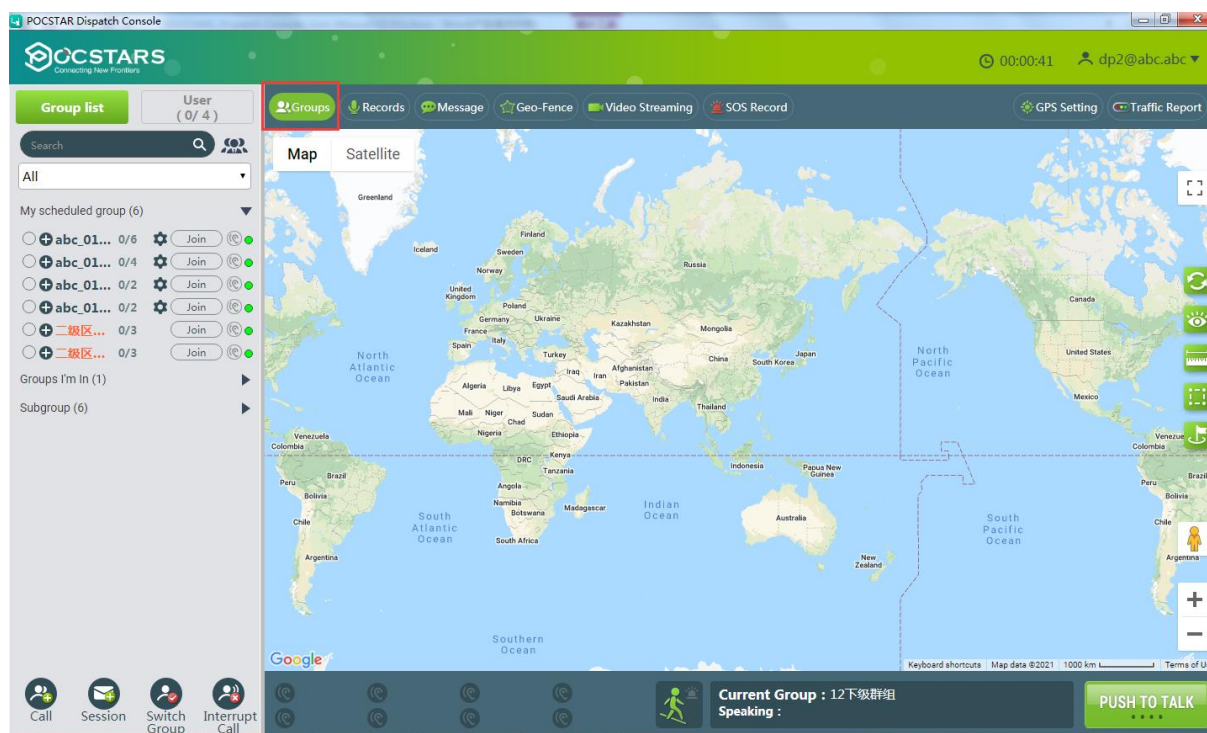 POCSTAR Dispatch Console
POCSTARS
Connecting New Frontiers
00:00:41
dp2@abc.abc
Group list
User
( 0/ 4 )
Groups
Records
Message
Geo-Fence
Video Streaming
SOS Record
GPS Setting
Traffic Report
Search
All
My scheduled group (6)
abc_01... 0/6 Join
abc_01... 0/4 Join
abc_01... 0/2 Join
abc_01... 0/2 Join
二级区... 0/3 Join
二级区... 0/3 Join
Groups I'm In (1)
Subgroup (6)
Map
Satellite
Greenland
Iceland
Finland
Sweden
Norway
Russia
United
Kingdom
Poland
Germany
Ukraine
France
Kazakhstan
Mongolia
Spain
Italy
Turkey
China
South Korea
Japan
Iraq
Iran
Afghanistan
Pakistan
Algeria
Libya
Egypt
Saudi Arabia
India
Thailand
Mali
Niger
Chad
Sudan
Nigeria
Ethiopia
DRC
Kenya
Tanzania
Indonesia
Papua New
Guinea
Angola
Namibia
Botswana
Madagascar
South Africa
Australia
New
Zealand
North
Atlantic
Ocean
South
Atlantic
Ocean
Indian
Ocean
Southern
Ocean
North
Pacific
Ocean
South
Pacific
Ocean
Venezuela
Colombia
Brazil
Peru
Bolivia
Chile
Argentina
Canada
United States
Mexico
Venezue
Colombia
Peru
Brazil
Bolivia
Chile
Argentina
Google
Keyboard shortcuts
Map data ©2021
1000 km
Terms of U
Call
Session
Switch
Group
Interrupt
Call
Current Group : 12下级群组
Speaking :
PUSH TO TALK